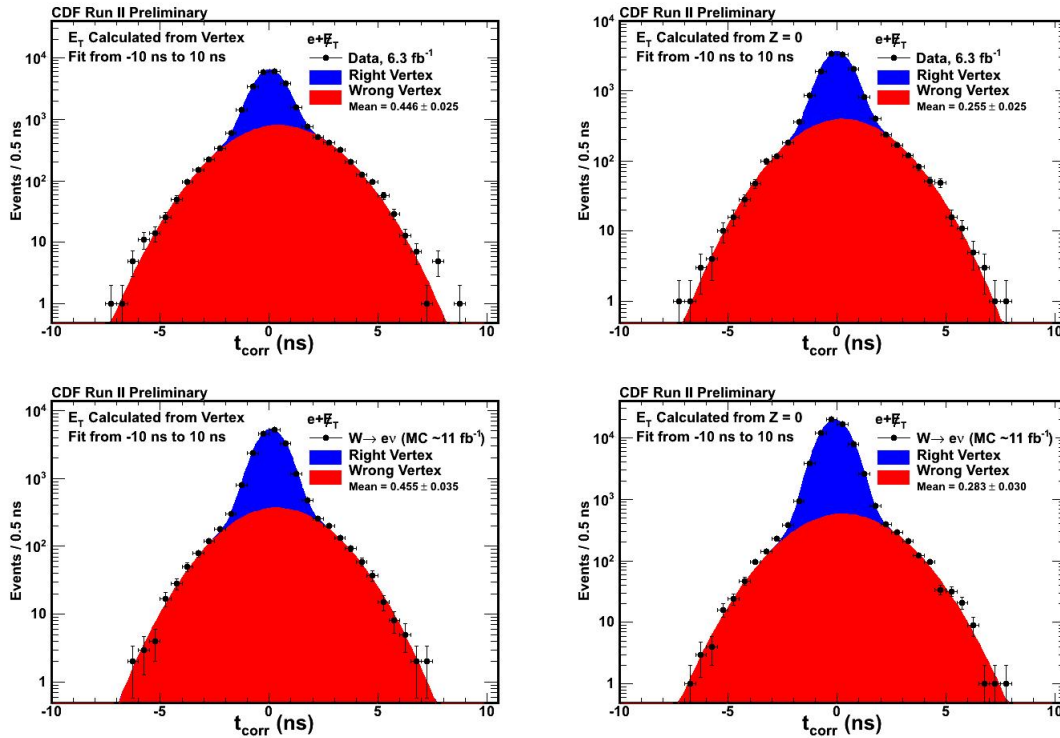 CDF Run II Preliminary
E_T Calculated from Vertex
Fit from -10 ns to 10 ns
e+E̸_T
Data, 6.3 fb⁻¹
Right Vertex
Wrong Vertex
Mean = 0.446 ± 0.025
Events / 0.5 ns
10⁴
10³
10²
10
1
-10 -5 0 5 10
t_corr (ns)
CDF Run II Preliminary
E_T Calculated from Z = 0
Fit from -10 ns to 10 ns
e+E̸_T
Data, 6.3 fb⁻¹
Right Vertex
Wrong Vertex
Mean = 0.255 ± 0.025
Events / 0.5 ns
10⁴
10³
10²
10
1
-10 -5 0 5 10
t_corr (ns)
CDF Run II Preliminary
E_T Calculated from Vertex
Fit from -10 ns to 10 ns
e+E̸_T
W→ eν (MC ~11 fb⁻¹)
Right Vertex
Wrong Vertex
Mean = 0.455 ± 0.035
Events / 0.5 ns
10⁴
10³
10²
10
1
-10 -5 0 5 10
t_corr (ns)
CDF Run II Preliminary
E_T Calculated from Z = 0
Fit from -10 ns to 10 ns
e+E̸_T
W→ eν (MC ~11 fb⁻¹)
Right Vertex
Wrong Vertex
Mean = 0.283 ± 0.030
Events / 0.5 ns
10⁴
10³
10²
10
1
-10 -5 0 5 10
t_corr (ns)